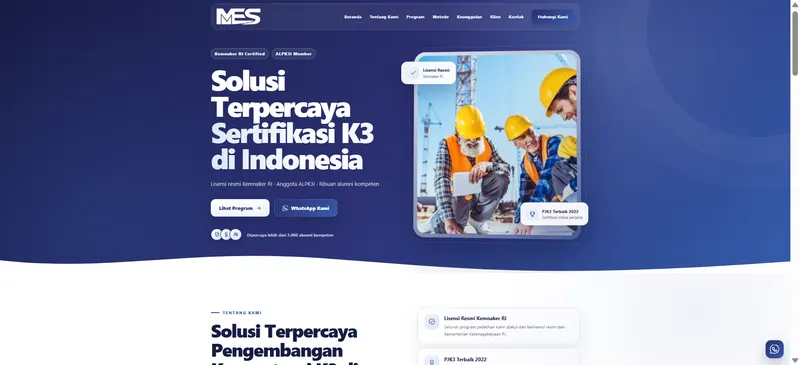 MES
Beranda Tentang Kami Program Metode Keunggulan Klien Kontak Hubungi Kami
Kemnaker RI Certified ALPK3I Member
Solusi
Terpercaya
Sertifikasi K3
di Indonesia
Lisensi resmi Kemnaker RI · Anggota ALPK3I · Ribuan alumni kompeten
Lihat Program → WhatsApp Kami
Dipercaya lebih dari 5.000 alumni kompeten
Lisensi Resmi
Kemnaker RI
PJK3 Terbaik 2022
Sertifikasi online pertama
TENTANG KAMI
Solusi Terpercaya
Pengembangan
Lisensi Resmi Kemnaker RI
Seluruh program pelatihan kami diakui dan berlisensi resmi dari
Kementerian Ketenagakerjaan RI.
PJK3 Terbaik 2022